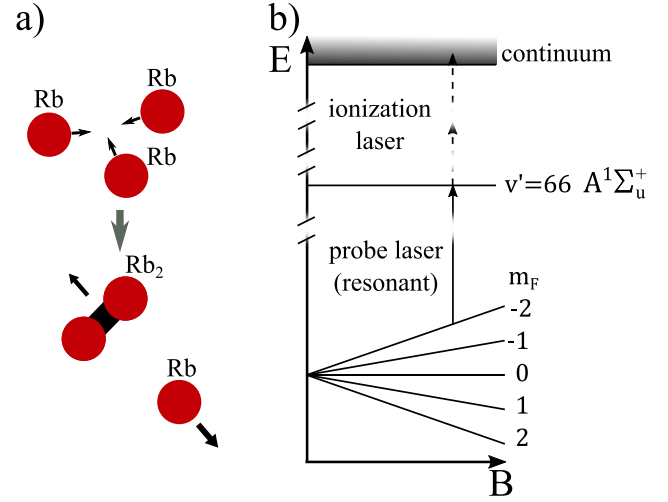 a)
Rb
Rb
Rb
Rb₂
Rb
b)
E
continuum
ionization
laser
v'=66 A¹Σᵤ⁺
probe laser
(resonant)
m_F
-2
-1
0
1
2
B